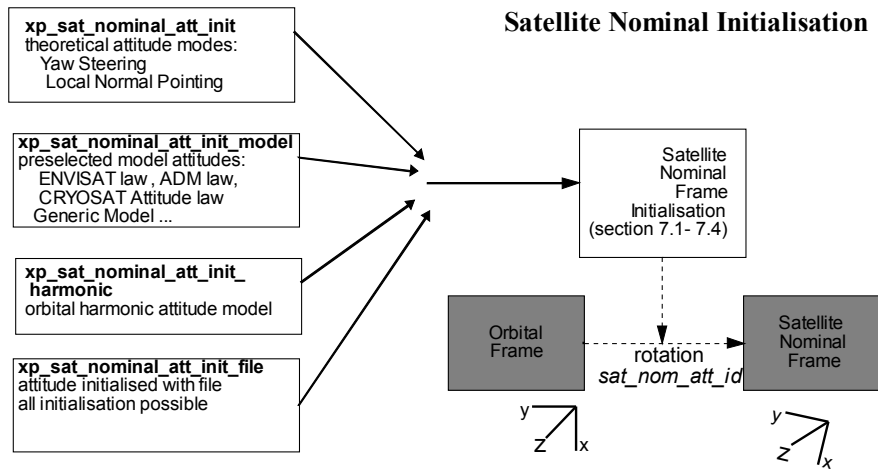 Satellite Nominal Initialisation
xp_sat_nominal_att_init
theoretical attitude modes:
Yaw Steering
Local Normal Pointing
xp_sat_nominal_att_init_model
preselected model attitudes:
ENVISAT law , ADM law,
CRYOSAT Attitude law
Generic Model ...
xp_sat_nominal_att_init_
harmonic
orbital harmonic attitude model
xp_sat_nominal_att_init_file
attitude initialised with file
all initialisation possible
Satellite
Nominal
Frame
Initialisation
(section 7.1- 7.4)
Orbital
Frame
rotation
sat_nom_att_id
Satellite
Nominal
Frame
y
z
x
y
z
x